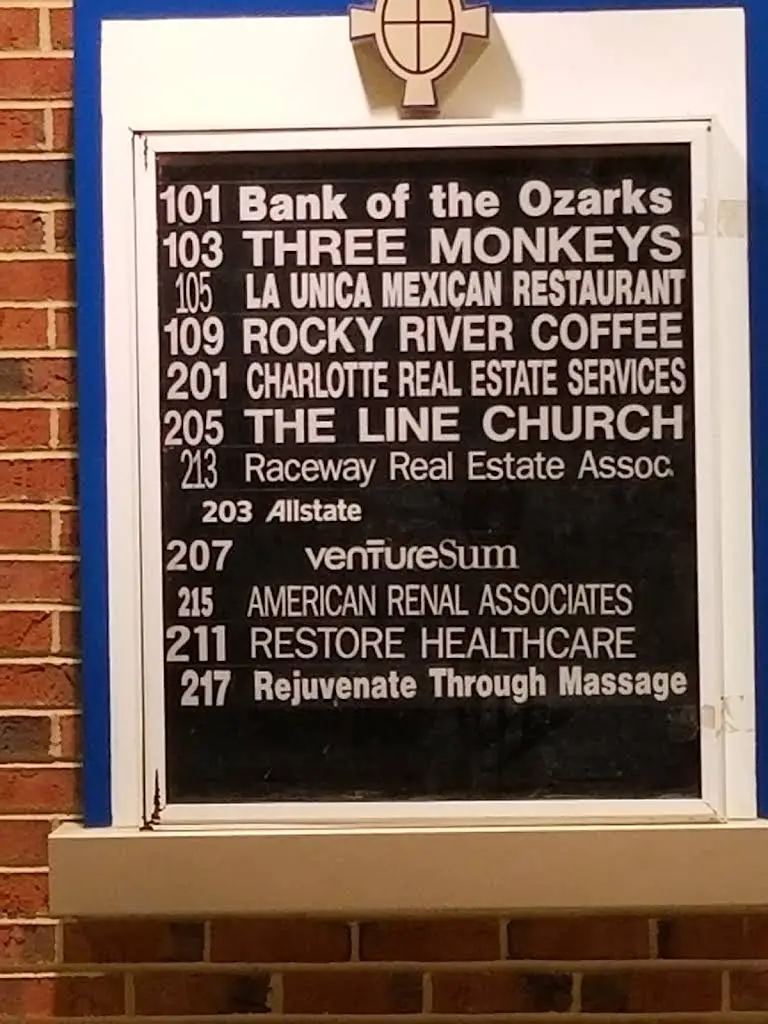 101 Bank of the Ozarks
103 THREE MONKEYS
105 LA UNICA MEXICAN RESTAURANT
109 ROCKY RIVER COFFEE
201 CHARLOTTE REAL ESTATE SERVICES
205 THE LINE CHURCH
213 Raceway Real Estate Assoc.
203 Allstate
207 venTureSum
215 AMERICAN RENAL ASSOCIATES
211 RESTORE HEALTHCARE
217 Rejuvenate Through Massage